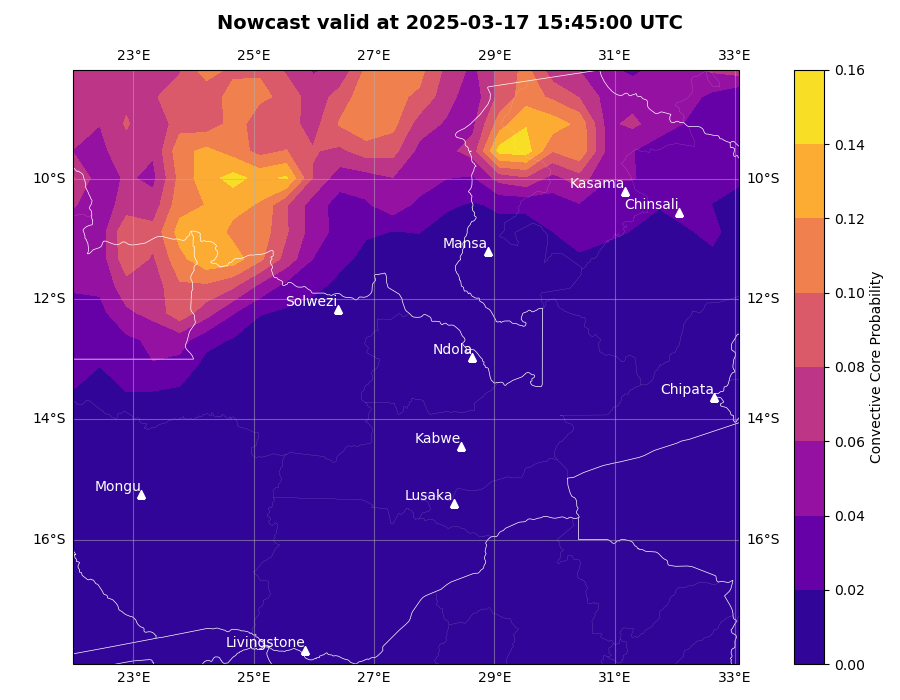 Nowcast valid at 2025-03-17 15:45:00 UTC
23°E 25°E 27°E 29°E 31°E 33°E
0.16
0.14
10°S Kasama 10°S
Chinsali
0.12
Mansa
12°S Solwezi 12°S
0.10
Ndola
0.08
Chipata
14°S 14°S
Kabwe
0.06
Mongu
Lusaka
0.04
16°S 16°S
0.02
Livingstone
0.00
23°E 25°E 27°E 29°E 31°E 33°E
Convective Core Probability